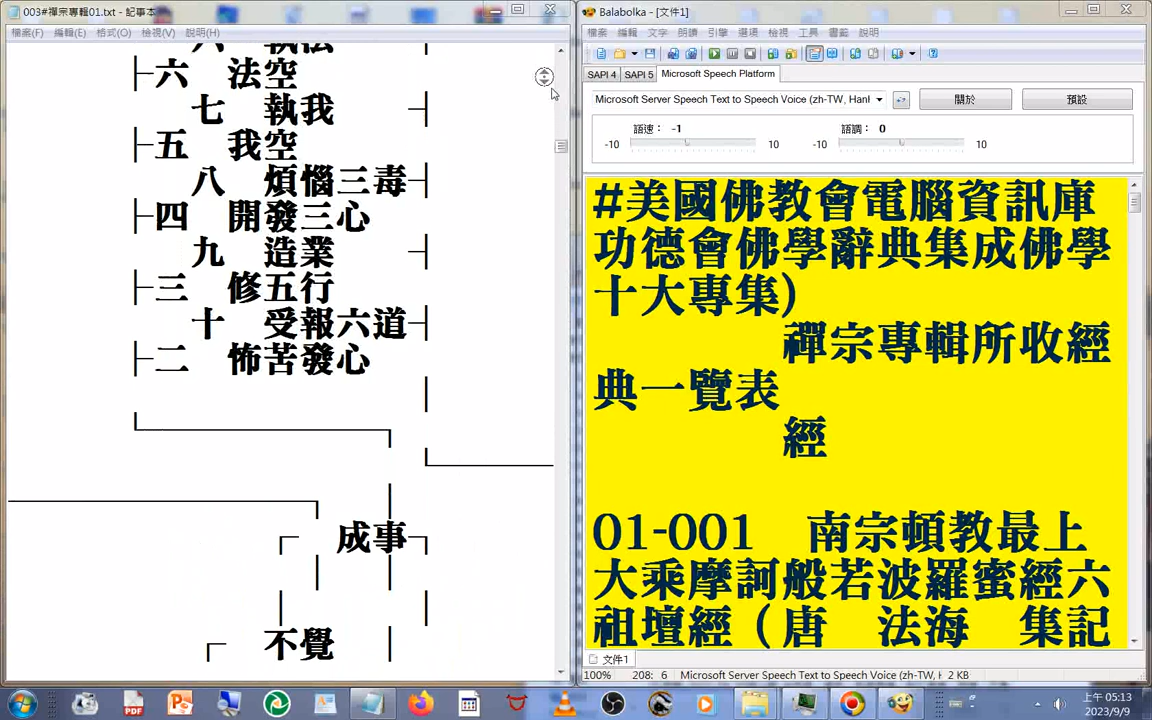 003#禪宗專輯01.txt - 記事本
檔案(F) 編輯(E) 格式(O) 檢視(V) 說明(H)
├六 法空
七 執我 ┤
├五 我空
八 煩惱三毒┤
├四 開發三心
九 造業 ┤
├三 修五行
十 受報六道┤
├二 怖苦發心
成事
不覺
Balabolka - [文件1]
檔案 編輯 文字 朗讀 引擎 選項 檢視 工具 書籤 說明
SAPI 4 SAPI 5 Microsoft Speech Platform
Microsoft Server Speech Text to Speech Voice (zh-TW, Hanl 關於 預設
語速： -1 語調： 0
-10 10 -10 10
#美國佛教會電腦資訊庫
功德會佛學辭典集成佛學
十大專集)
禪宗專輯所收經
典一覽表
經
01-001 南宗頓教最上
大乘摩訶般若波羅蜜經六
祖壇經（唐 法海 集記
文件1
100% 208: 6 Microsoft Server Speech Text to Speech Voice (zh-TW, H 2 KB
上午 05:13
2023/9/9